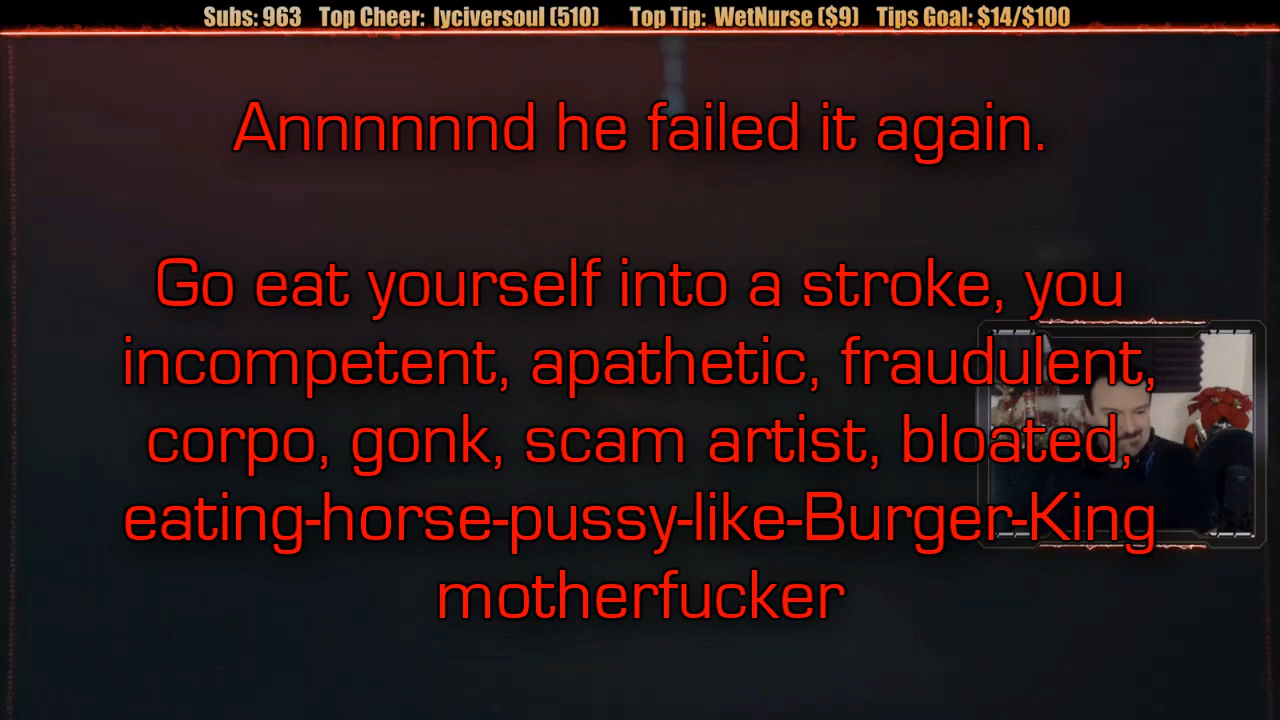 Subs: 963 Top Cheer: lyciversoul (510) Top Tip: WetNurse ($9) Tips Goal: $14/$100
Annnnnnd he failed it again.
Go eat yourself into a stroke, you
incompetent, apathetic, fraudulent,
corpo, gonk, scam artist, bloated,
eating-horse-pussy-like-Burger-King
motherfucker